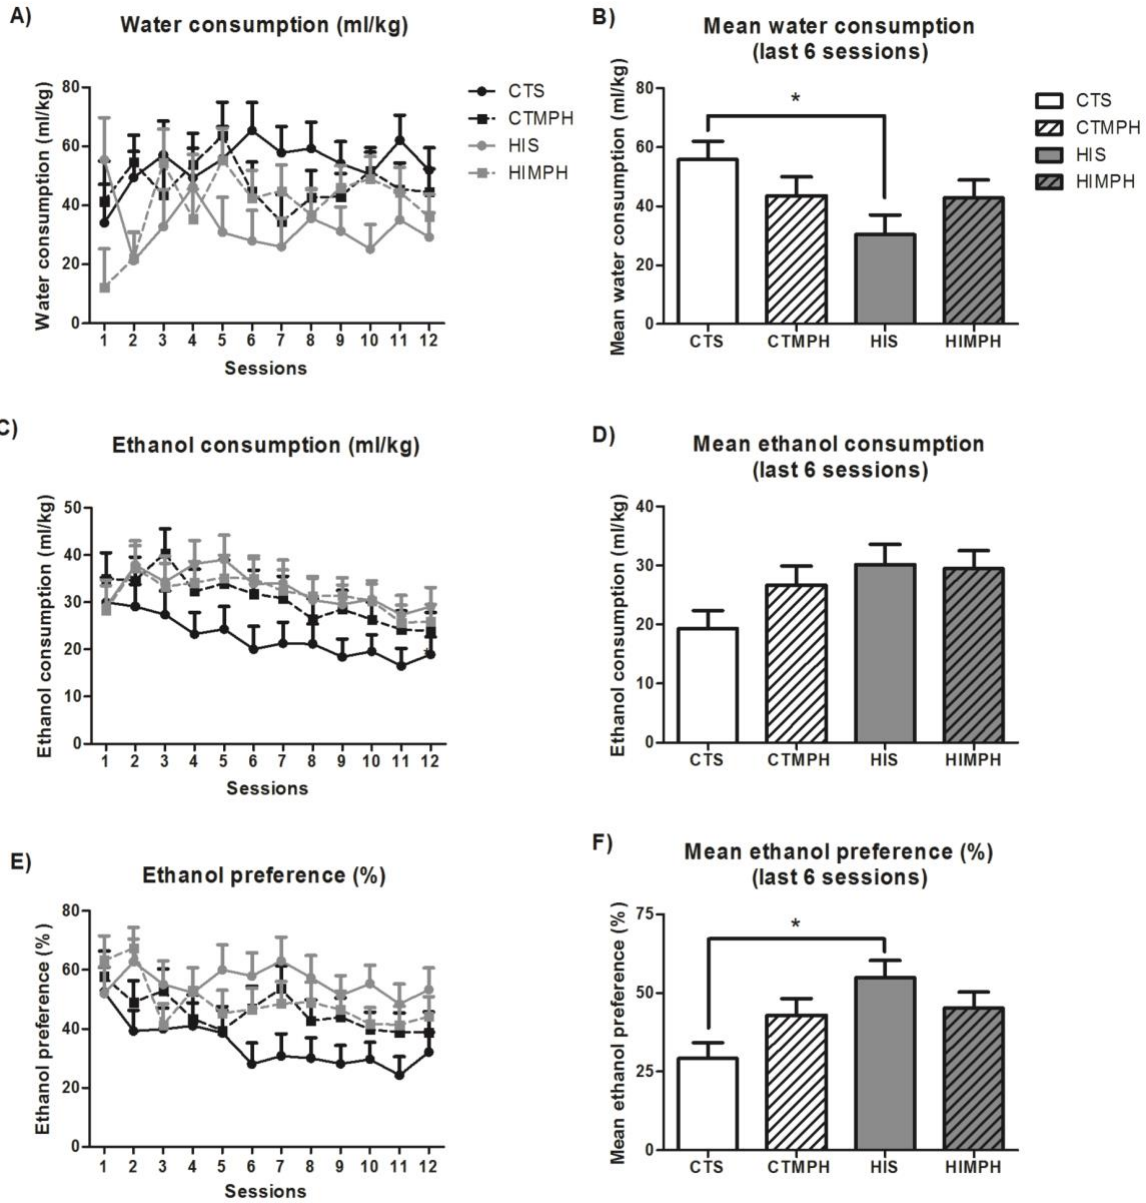 A)
Water consumption (ml/kg)
Water consumption (ml/kg)
80
60
40
20
0
1 2 3 4 5 6 7 8 9 10 11 12
Sessions
CTS
CTMPH
HIS
HIMPH
B)
Mean water consumption
(last 6 sessions)
Mean water consumption (ml/kg)
80
60
40
20
0
*
CTS CTMPH HIS HIMPH
CTS
CTMPH
HIS
HIMPH
C)
Ethanol consumption (ml/kg)
Ethanol consumption (ml/kg)
50
40
30
20
10
0
1 2 3 4 5 6 7 8 9 10 11 12
Sessions
D)
Mean ethanol consumption
(last 6 sessions)
Ethanol consumption (ml/kg)
40
30
20
10
0
CTS CTMPH HIS HIMPH
E)
Ethanol preference (%)
Ethanol preference (%)
80
60
40
20
0
1 2 3 4 5 6 7 8 9 10 11 12
Sessions
F)
Mean ethanol preference (%)
(last 6 sessions)
Mean ethanol preference (%)
75
50
25
0
*
CTS CTMPH HIS HIMPH